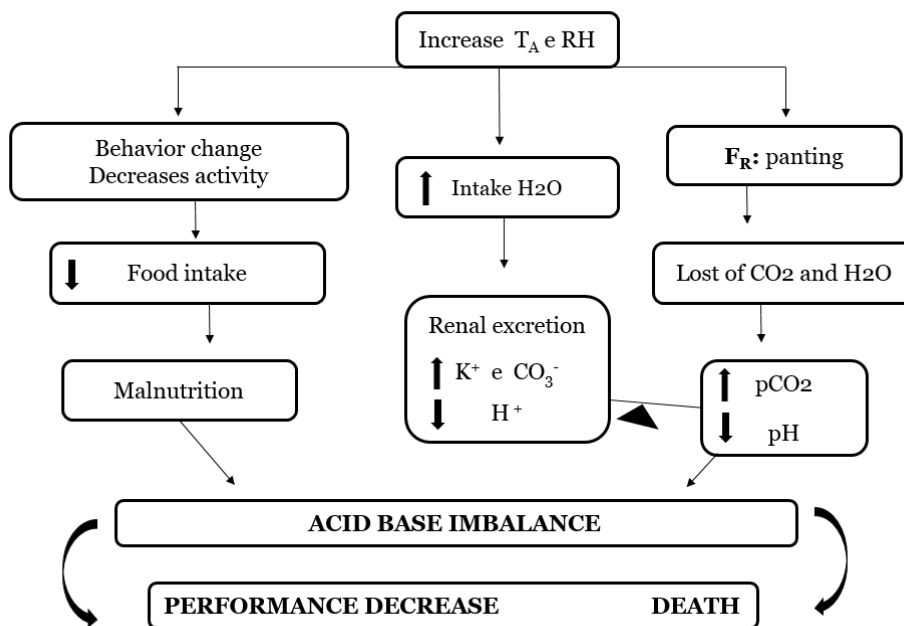 Increase T_A e RH
Behavior change
Decreases activity
Intake H2O
F_R: panting
Food intake
Lost of CO2 and H2O
Renal excretion
K⁺ e CO₃⁻
H⁺
Malnutrition
pCO2
pH
ACID BASE IMBALANCE
PERFORMANCE DECREASE DEATH